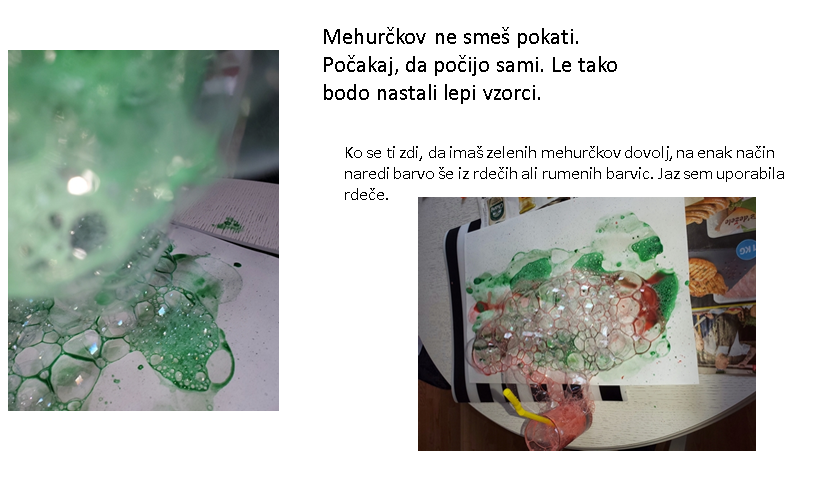 Mehurčkov ne smeš pokati.
Počakaj, da počijo sami. Le tako
bodo nastali lepi vzorci.
Ko se ti zdi, da imaš zelenih mehurčkov dovolj, na enak način
naredi barvo še iz rdečih ali rumenih barvic. Jaz sem uporabila
rdeče.